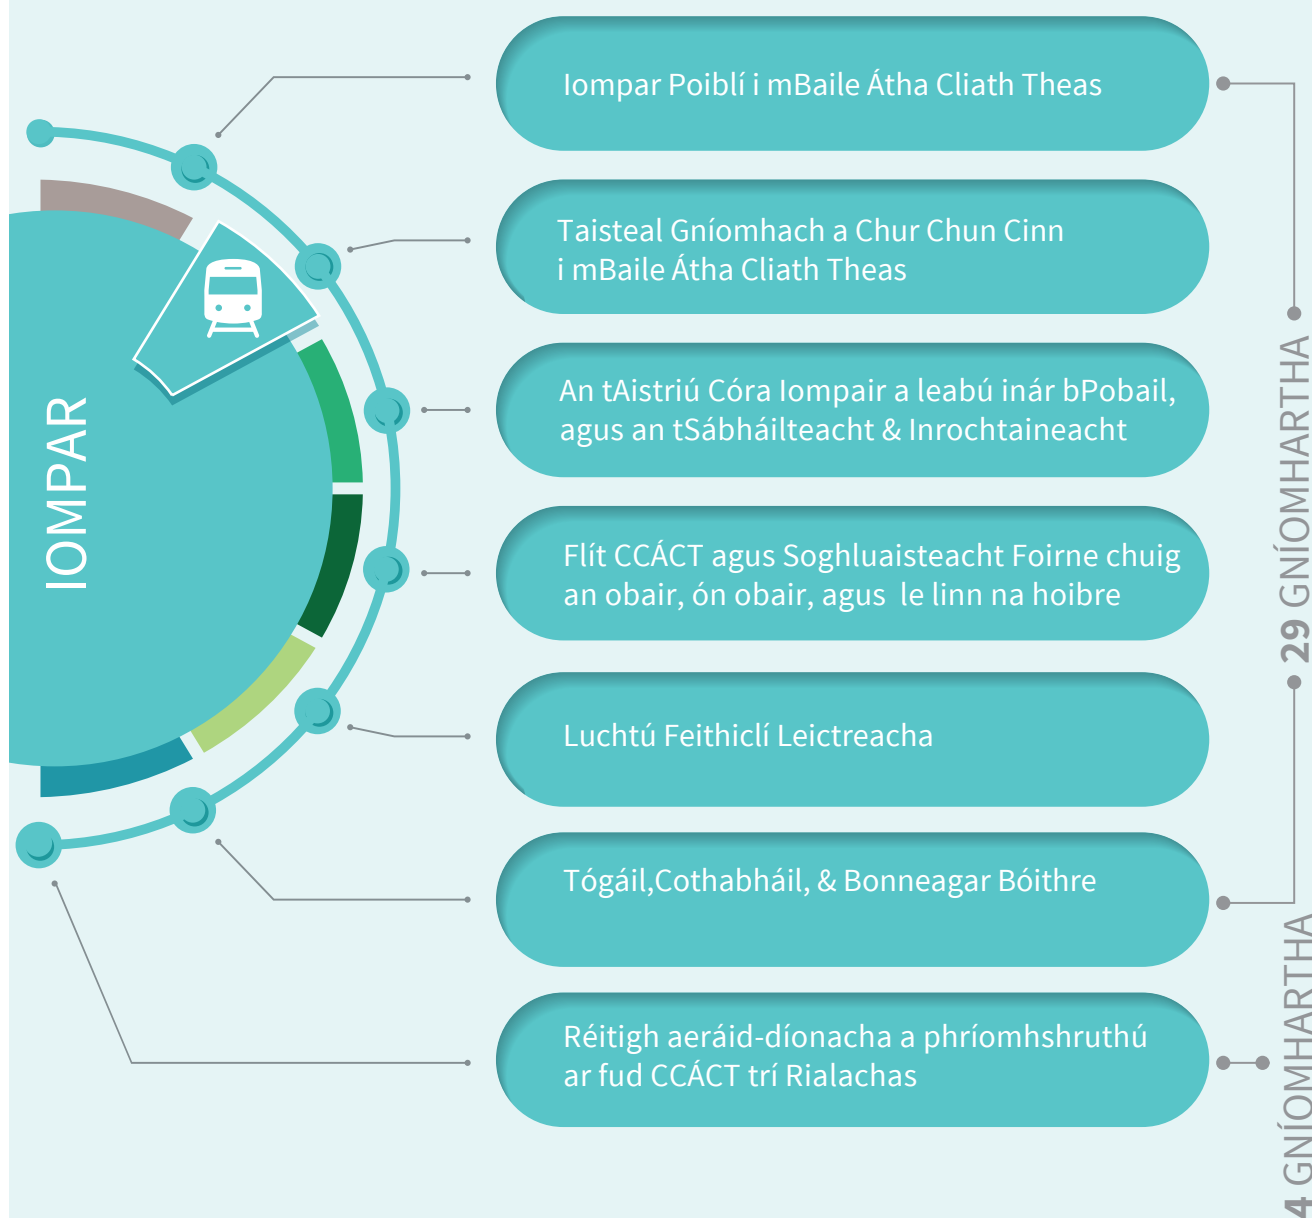 IOMPAR
Iompar Poiblí i mBaile Átha Cliath Theas
Taisteal Gníomhach a Chur Chun Cinn
i mBaile Átha Cliath Theas
An tAistriú Córa Iompair a leabú inár bPobail,
agus an tSábháilteacht & Inrochtaineacht
Flít CCÁCT agus Soghluaisteacht Foirne chuig
an obair, ón obair, agus le linn na hoibre
Luchtú Feithiclí Leictreacha
Tógáil,Cothabháil, & Bonneagar Bóithre
Réitigh aeráid-díonacha a phríomhshruthú
ar fud CCÁCT trí Rialachas
29 GNÍOMHARTHA
4 GNÍOMHARTHA